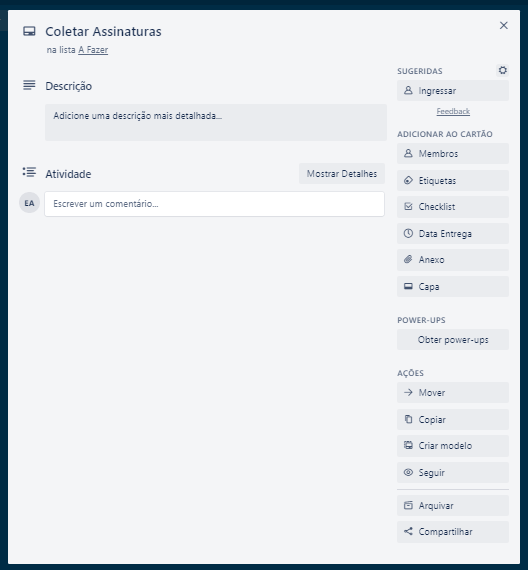 Coletar Assinaturas
na lista A Fazer
Descrição
Adicione uma descrição mais detalhada...
Atividade
Mostrar Detalhes
EA
Escrever um comentário...
SUGERIDAS
Ingressar
Feedback
ADICIONAR AO CARTÃO
Membros
Etiquetas
Checklist
Data Entrega
Anexo
Capa
POWER-UPS
Obter power-ups
AÇÕES
Mover
Copiar
Criar modelo
Seguir
Arquivar
Compartilhar